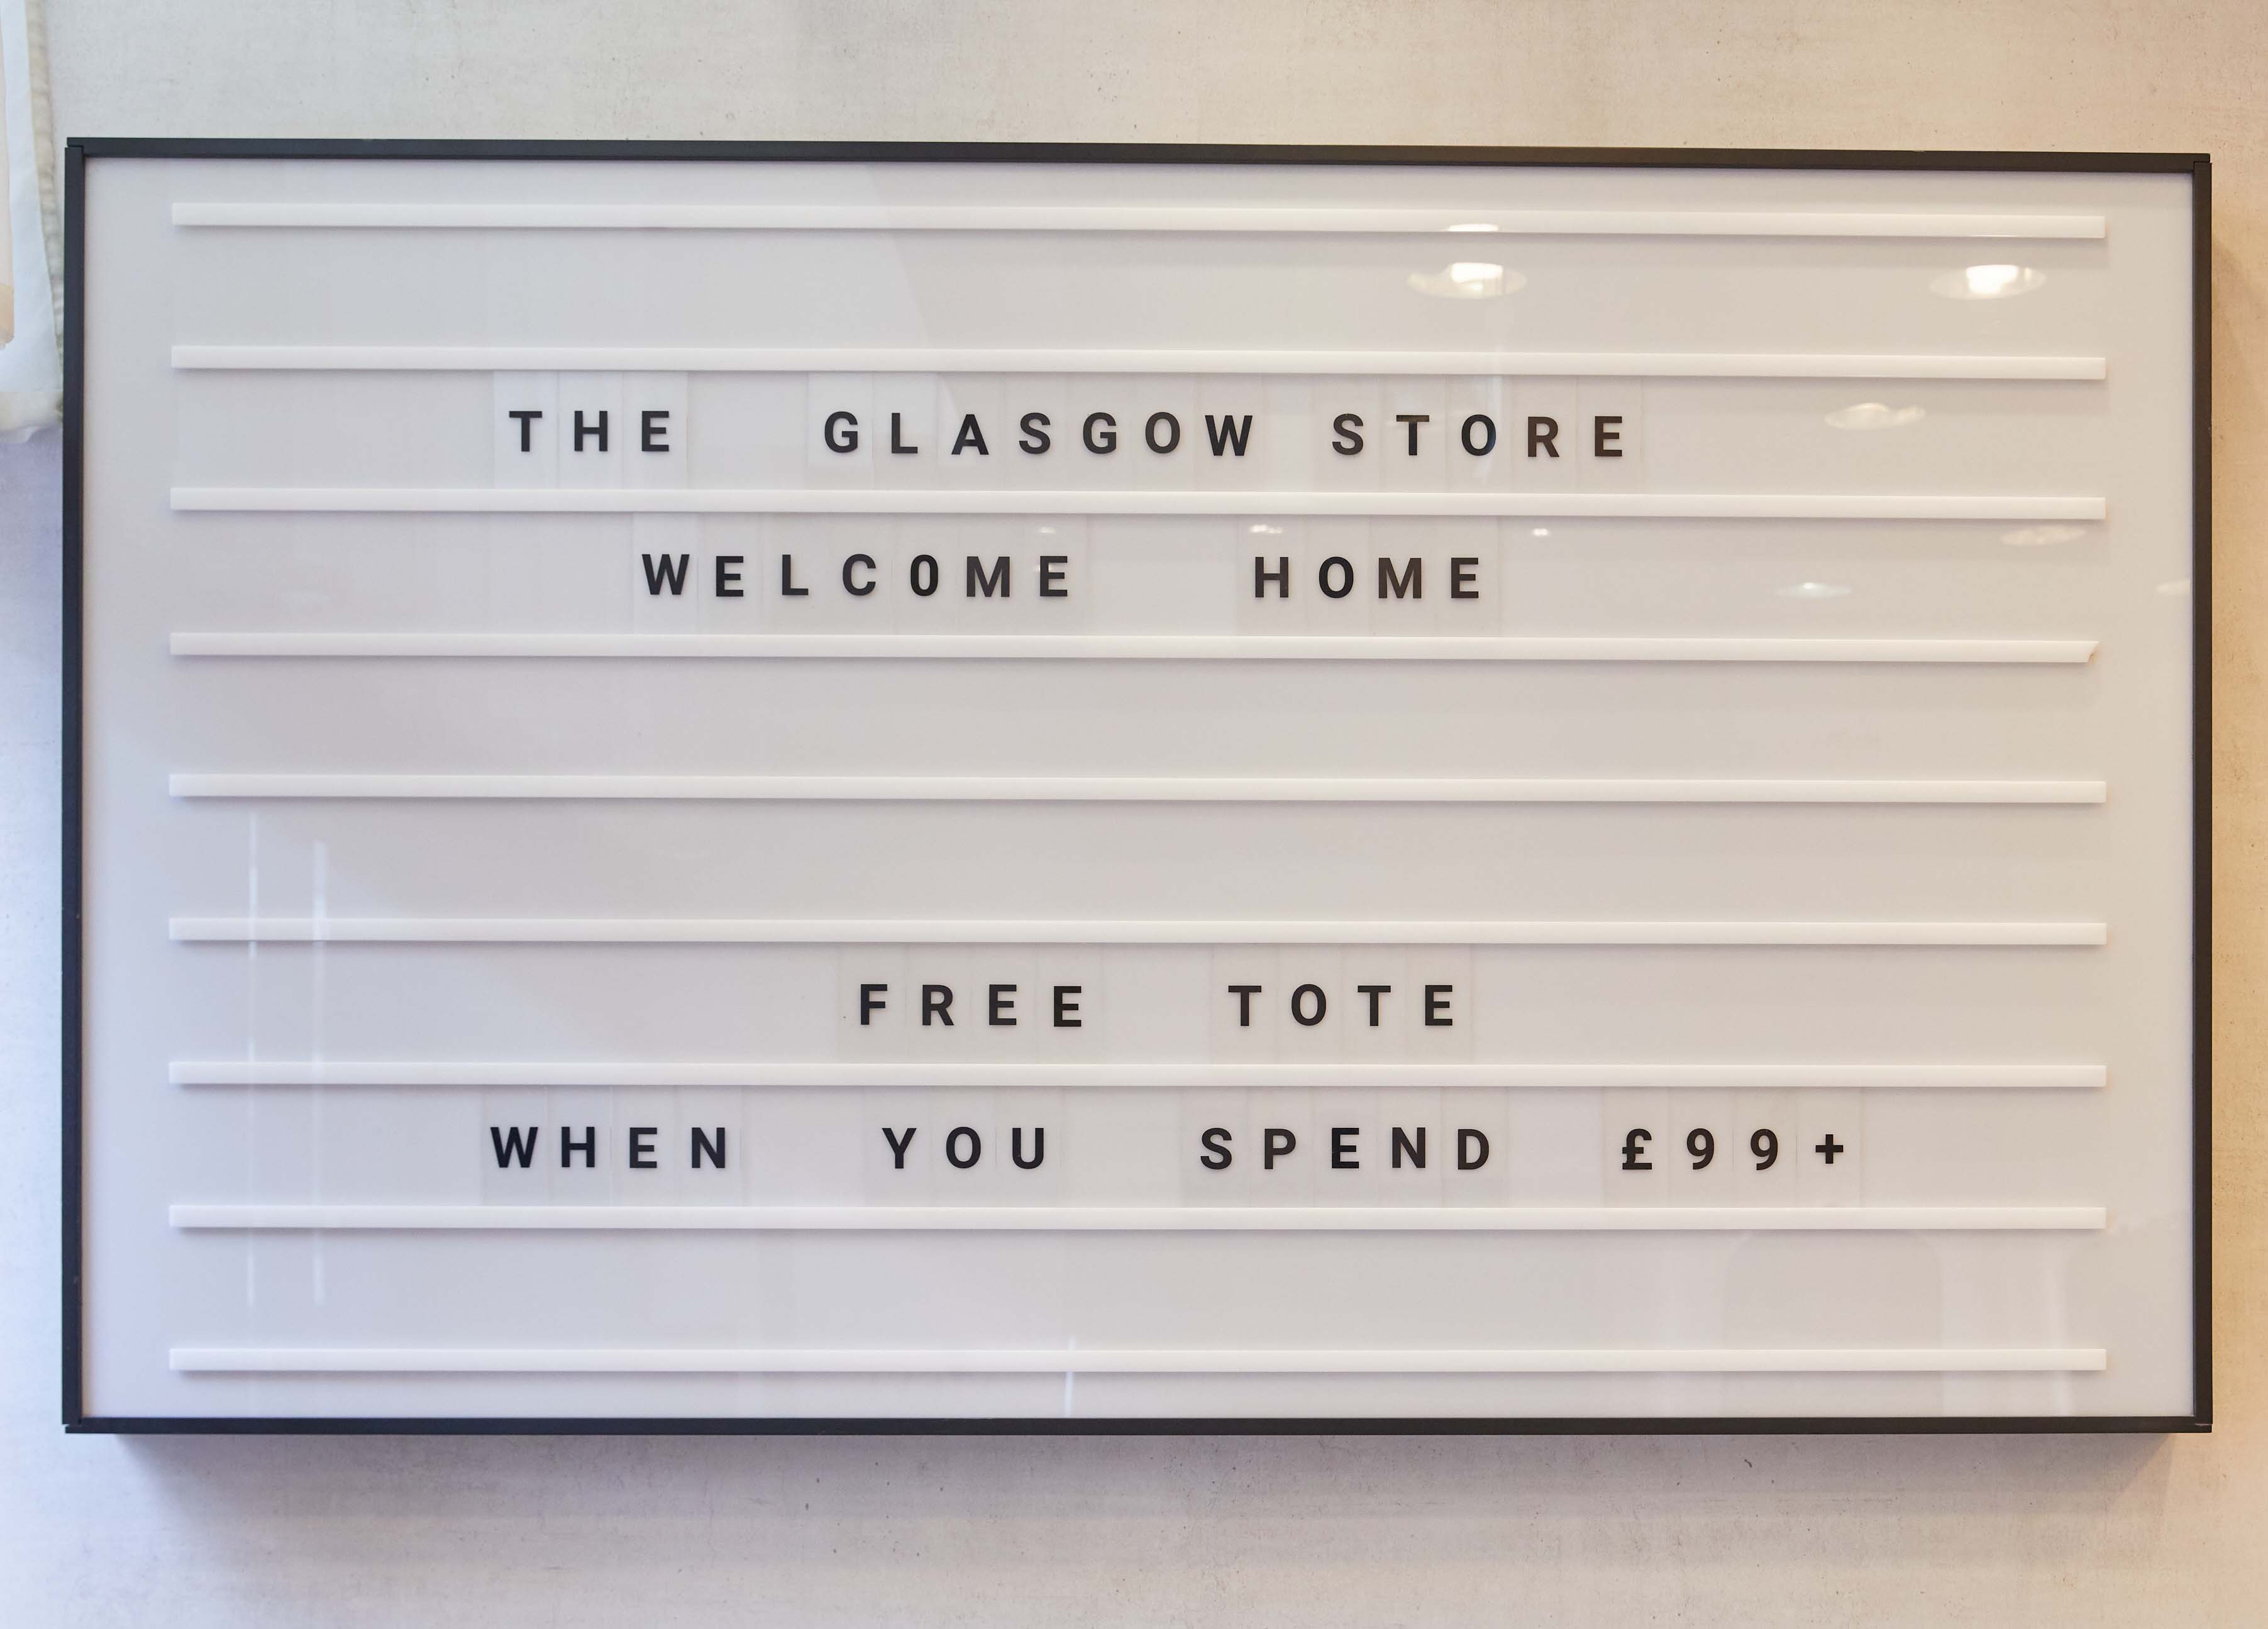 THE GLASGOW STORE
WELC0ME HOME
FREE TOTE
WHEN YOU SPEND £99+